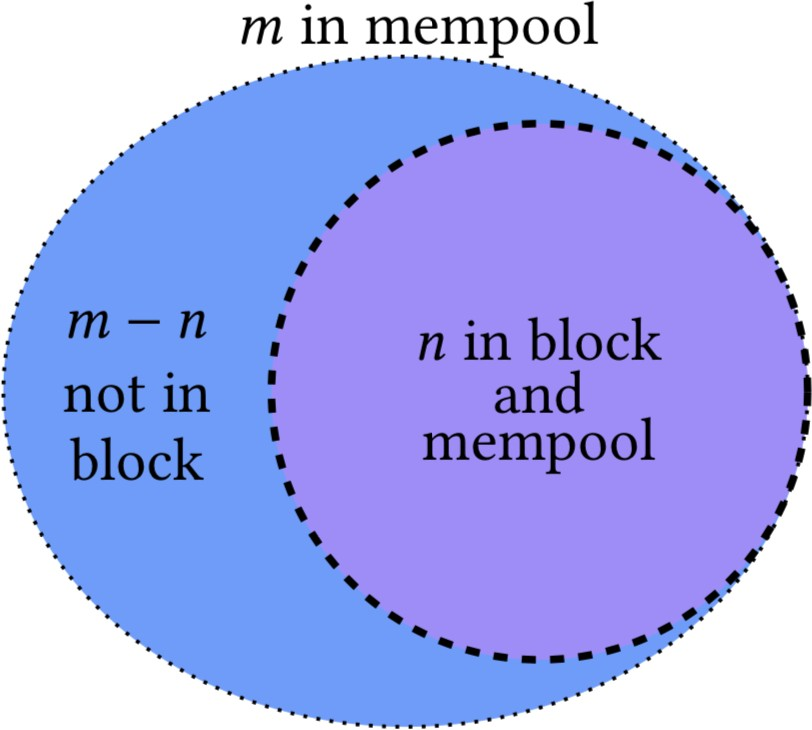 m in mempool
m − n
not in
block
n in block
and
mempool